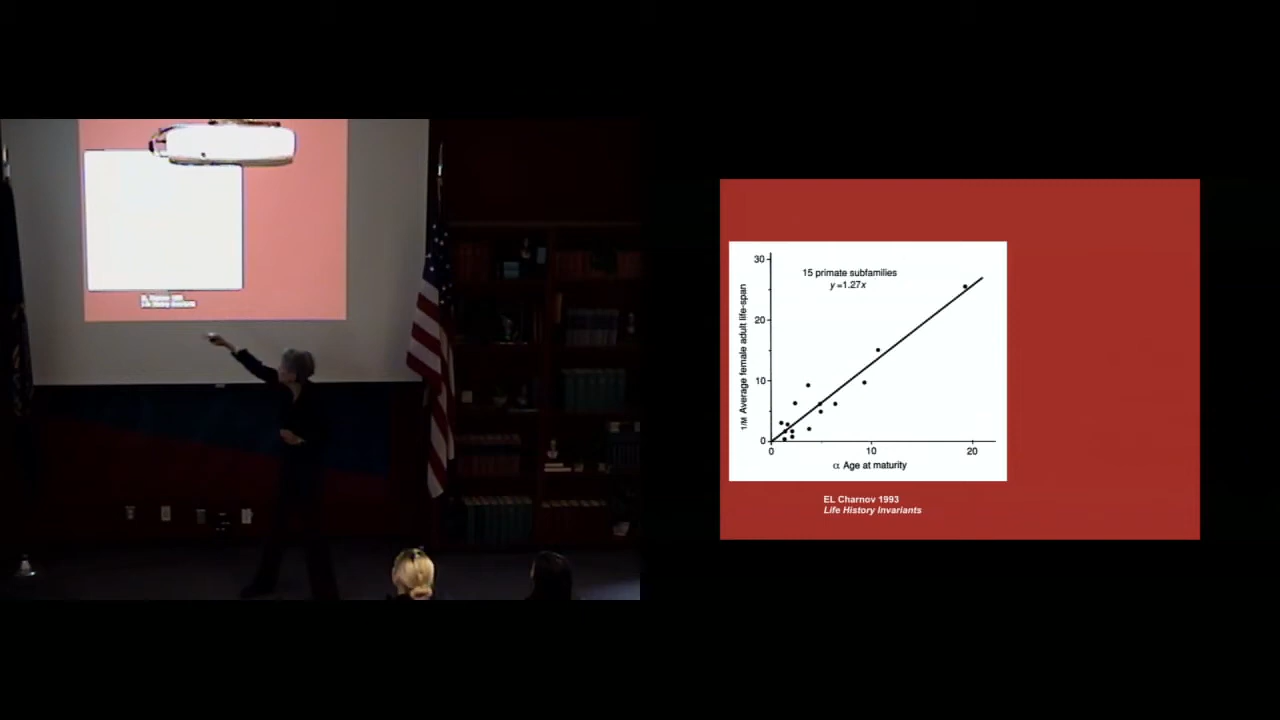 30
20
10
0
15 primate subfamilies
y =1.27x
1/M Average female adult life-span
0
10
20
α Age at maturity
EL Charnov 1993
Life History Invariants